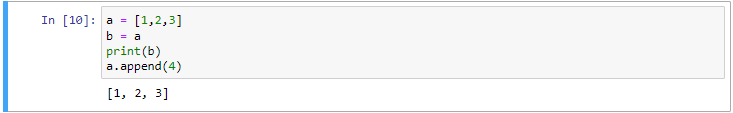 In [10]: a = [1,2,3]
b = a
print(b)
a.append(4)
[1, 2, 3]